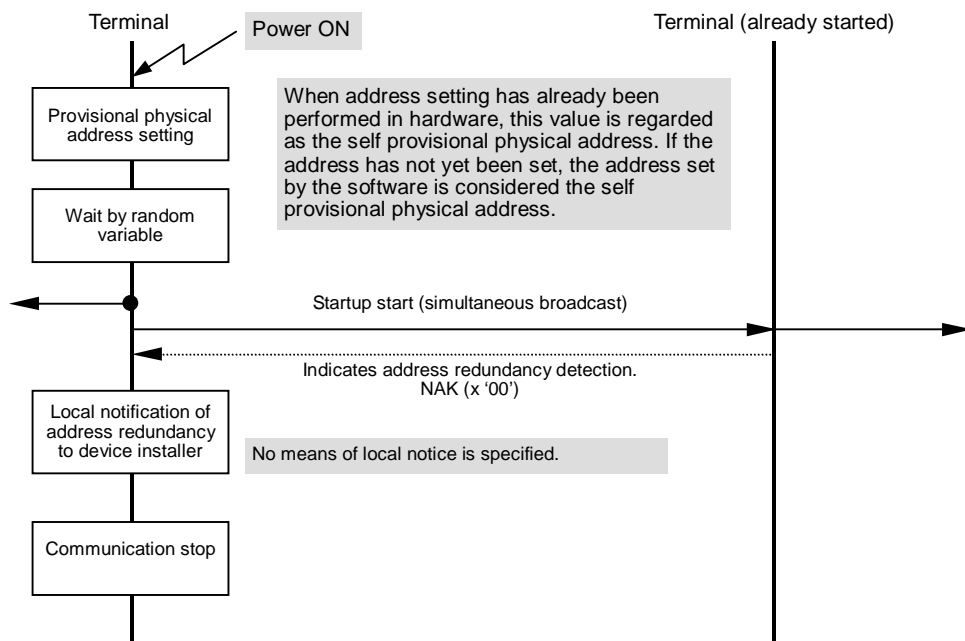 Terminal
Terminal (already started)
Power ON
Provisional physical
address setting
When address setting has already been
performed in hardware, this value is regarded
as the self provisional physical address. If the
address has not yet been set, the address set
by the software is considered the self
provisional physical address.
Wait by random
variable
Startup start (simultaneous broadcast)
Indicates address redundancy detection.
NAK (x ‘00’)
Local notification of
address redundancy
to device installer
No means of local notice is specified.
Communication stop